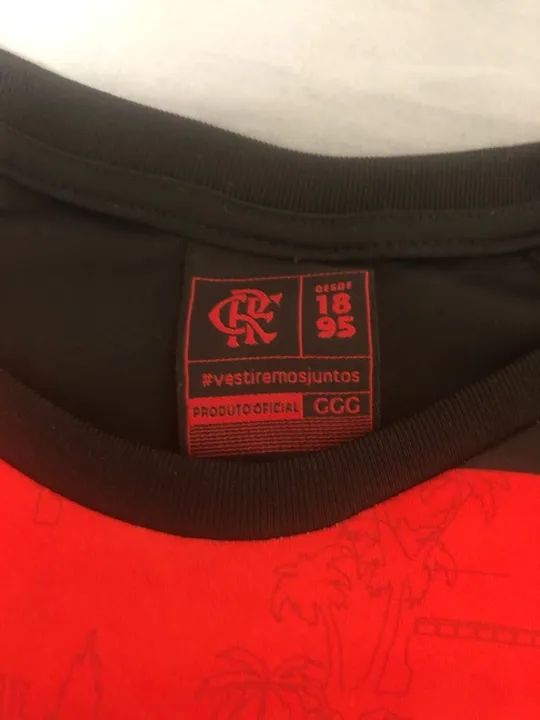 CRF
DESDE
18
95
#vestiremosjuntos
PRODUTO OFICIAL GGG